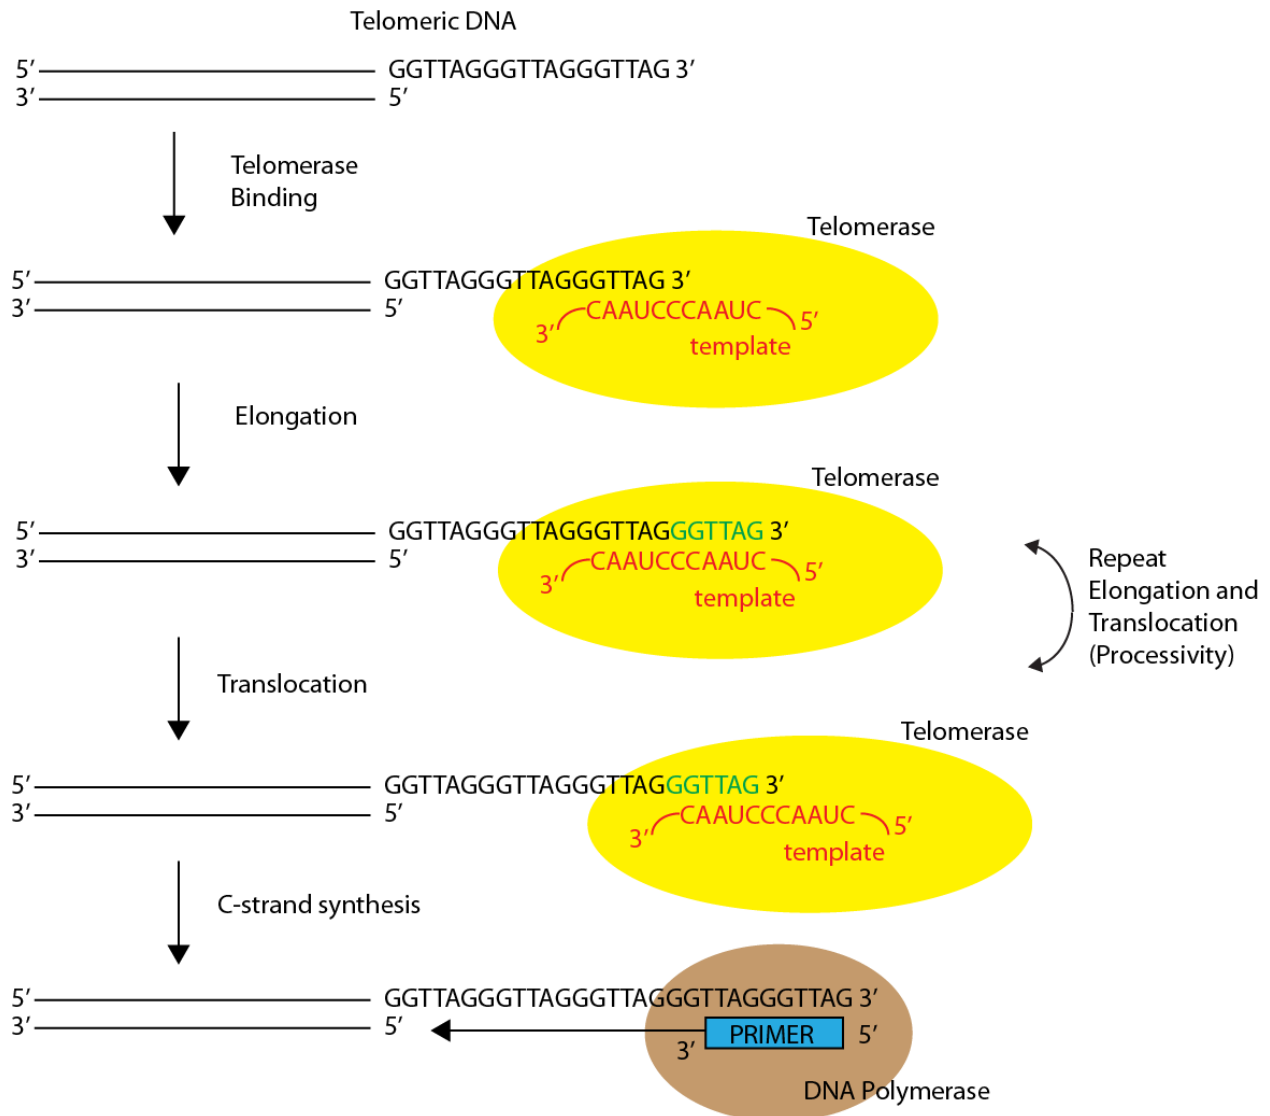 Telomeric DNA
5’ GGTTAGGGTTAGGGTTAG 3’
3’ 5’
Telomerase
Binding
Telomerase
5’ GGTTAGGGTTAGGGTTAG 3’
3’ 5’
CAAUCCCAAUC
3’ 5’
template
Elongation
Telomerase
5’ GGTTAGGGTTAGGGTTAGGGTTAG 3’
3’ 5’
CAAUCCCAAUC
3’ 5’
template
Repeat
Elongation and
Translocation
(Processivity)
Translocation
Telomerase
5’ GGTTAGGGTTAGGGTTAGGGTTAG 3’
3’ 5’
CAAUCCCAAUC
3’ 5’
template
C-strand synthesis
5’ GGTTAGGGTTAGGGTTAGGGTTAGGGTTAG 3’
3’ 5’
3’ PRIMER 5’
DNA Polymerase